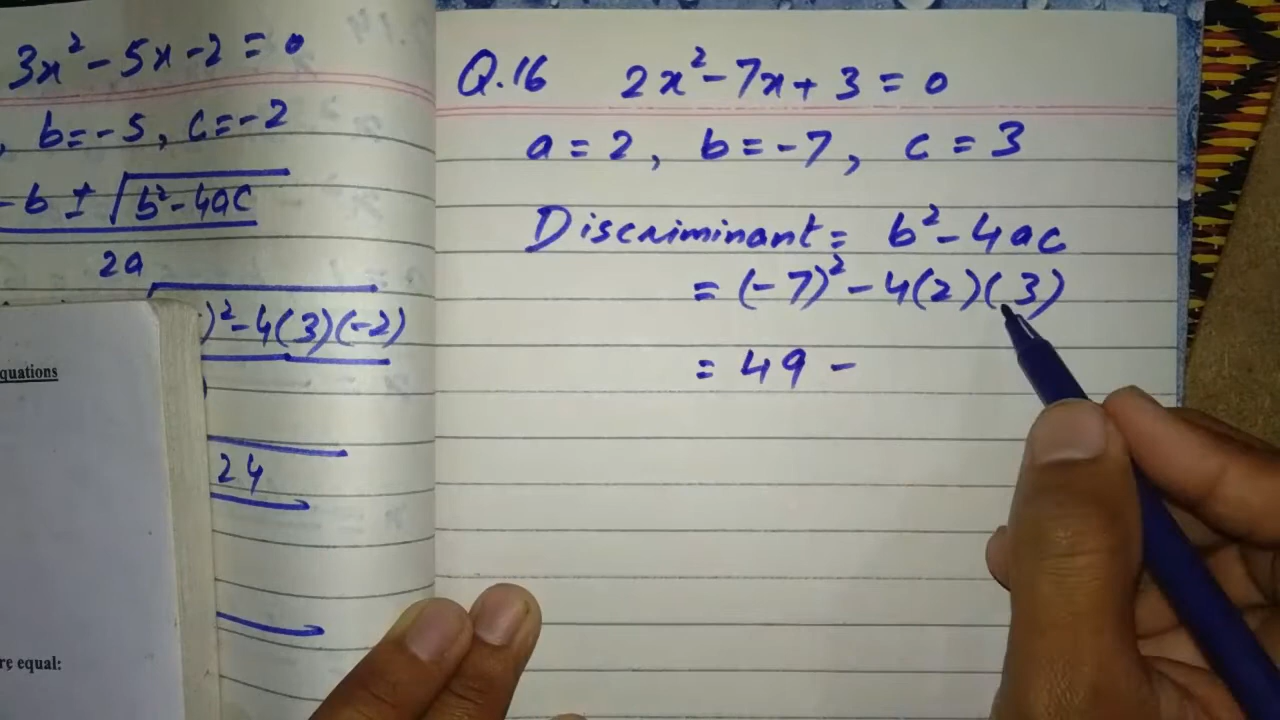 3x² - 5x - 2 = 0
, b = -5, c = -2
-b ± √b² - 4ac
2a
)² - 4(3)(-2)
24
quations
equal:
Q.16 2x² - 7x + 3 = 0
a = 2, b = -7, c = 3
Discriminant = b² - 4ac
= (-7)² - 4(2)(3)
= 49 -